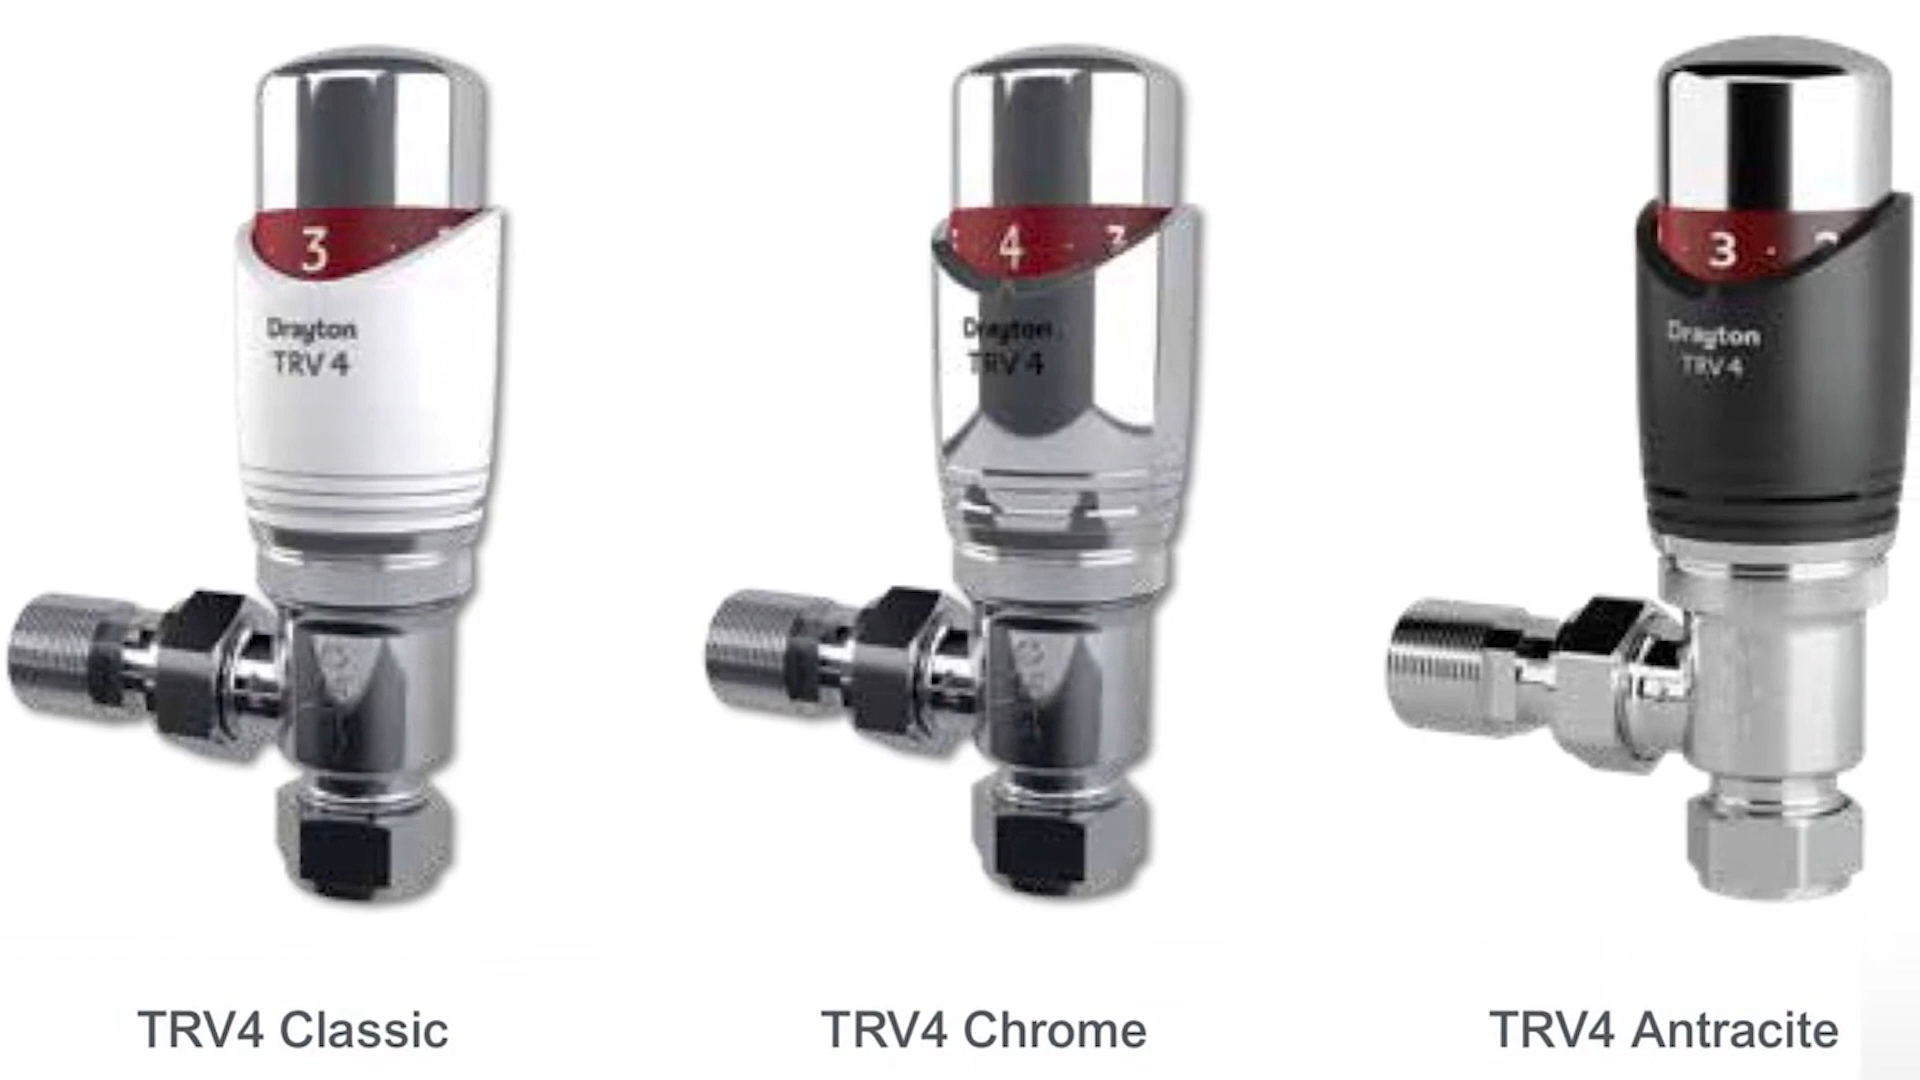 3
Drayton
TRV 4
4
Drayton
TRV 4
3
Drayton
TRV 4
TRV4 Classic
TRV4 Chrome
TRV4 Antracite